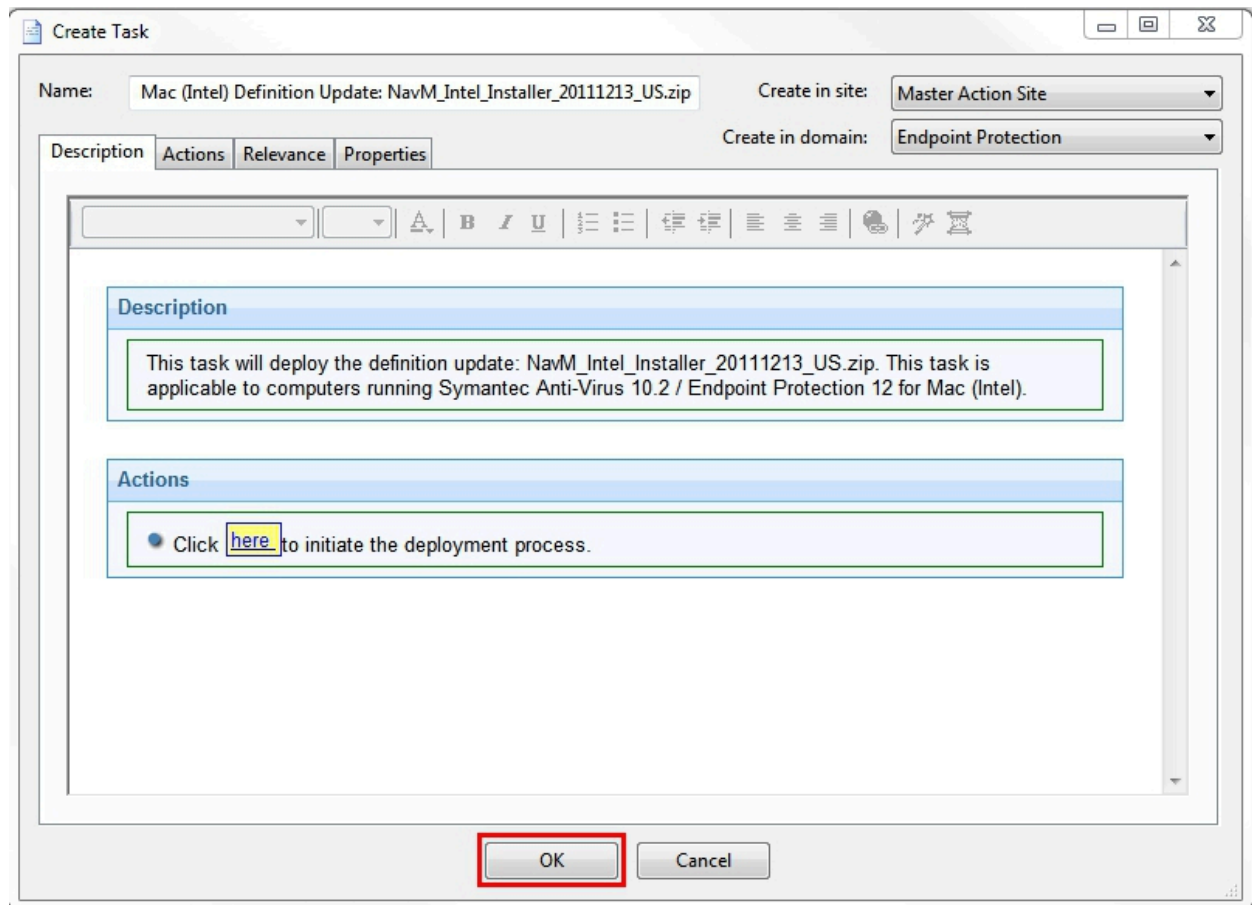 Create Task
Name: Mac (Intel) Definition Update: NavM_Intel_Installer_20111213_US.zip Create in site: Master Action Site
Create in domain: Endpoint Protection
Description Actions Relevance Properties
A B I U
Description
This task will deploy the definition update: NavM_Intel_Installer_20111213_US.zip. This task is
applicable to computers running Symantec Anti-Virus 10.2 / Endpoint Protection 12 for Mac (Intel).
Actions
Click here to initiate the deployment process.
OK Cancel